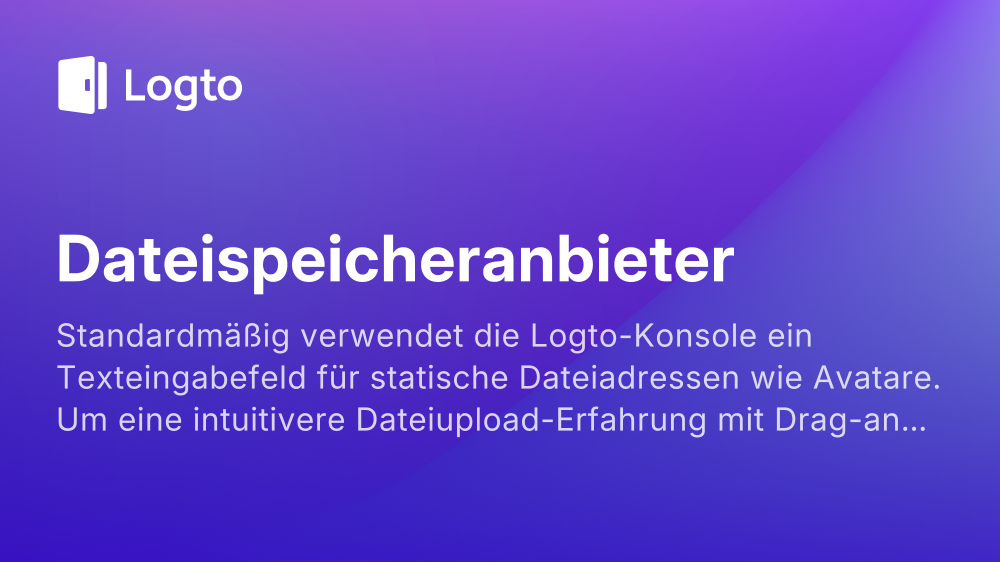 Logto
Dateispeicheranbieter
Standardmäßig verwendet die Logto-Konsole ein
Texteingabefeld für statische Dateiadressen wie Avatare.
Um eine intuitivere Dateiupload-Erfahrung mit Drag-an...